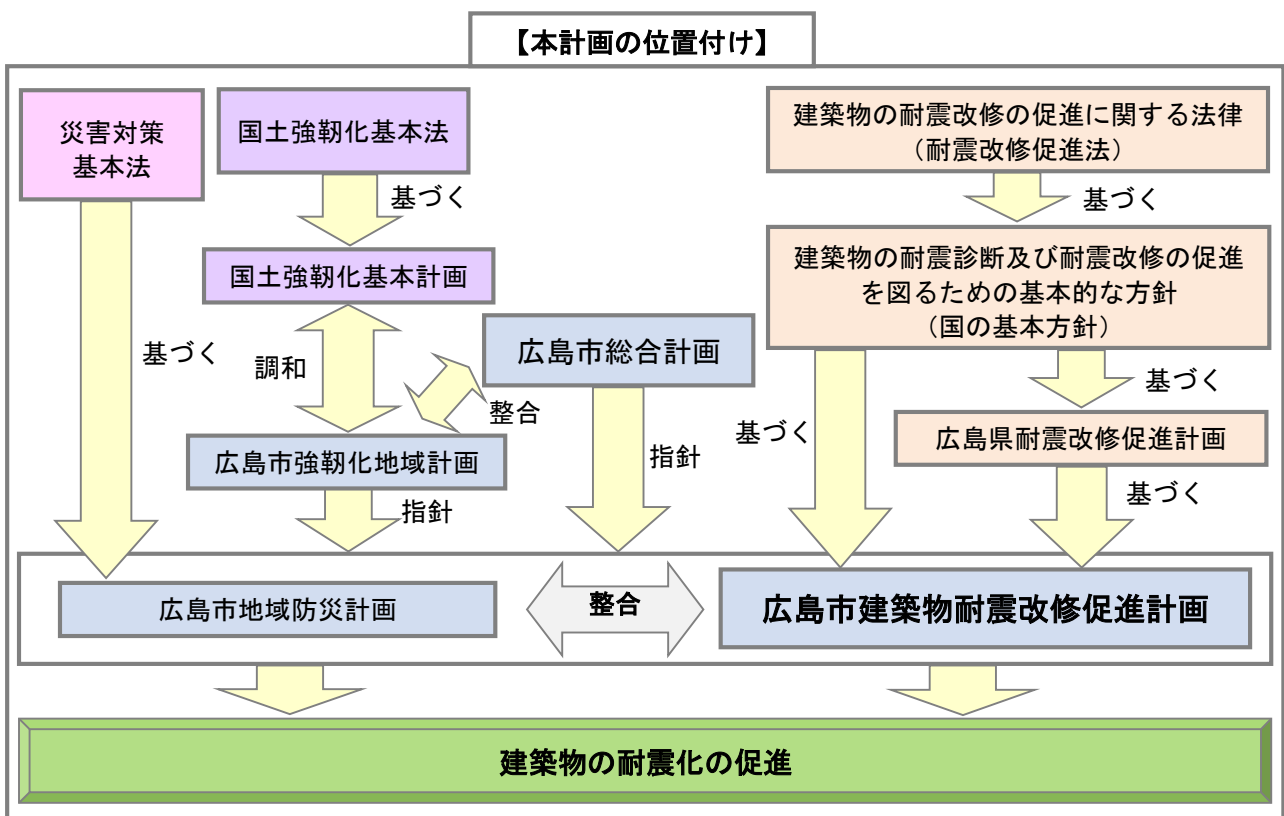 【本計画の位置付け】
災害対策
基本法
国土強靭化基本法
建築物の耐震改修の促進に関する法律
(耐震改修促進法)
基づく
基づく
国土強靭化基本計画
建築物の耐震診断及び耐震改修の促進
を図るための基本的な方針
(国の基本方針)
基づく
調和
整合
広島市総合計画
基づく
基づく
広島県耐震改修促進計画
広島市強靭化地域計画
指針
指針
基づく
広島市地域防災計画
整合
広島市建築物耐震改修促進計画
建築物の耐震化の促進